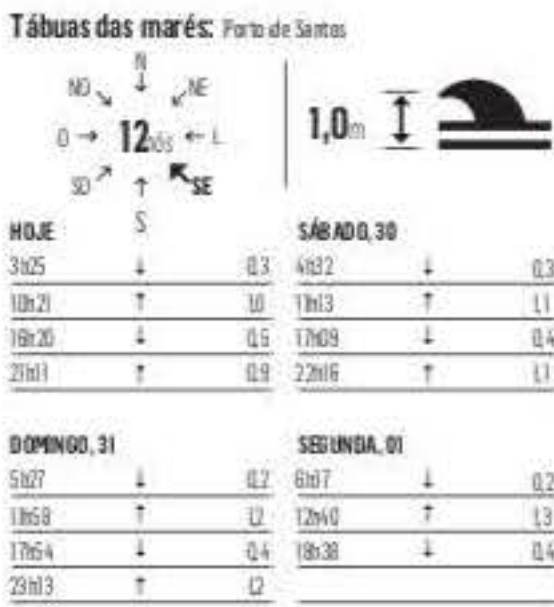 Tábuas das marés: Porto de Santos
N
NO NE
O 12nós L
SO SE
S
1,0m
HOJE
3h25 ↓ 0,3
10h21 ↑ 1,0
16h20 ↓ 0,5
21h11 ↑ 0,9
SÁBADO, 30
4h32 ↓ 0,3
11h13 ↑ 1,1
17h09 ↓ 0,4
22h16 ↑ 1,1
DOMINGO, 31
5h27 ↓ 0,2
11h58 ↑ 1,2
17h54 ↓ 0,4
23h13 ↑ 1,2
SEGUNDA, 01
6h17 ↓ 0,2
12h40 ↑ 1,3
18h38 ↓ 0,4